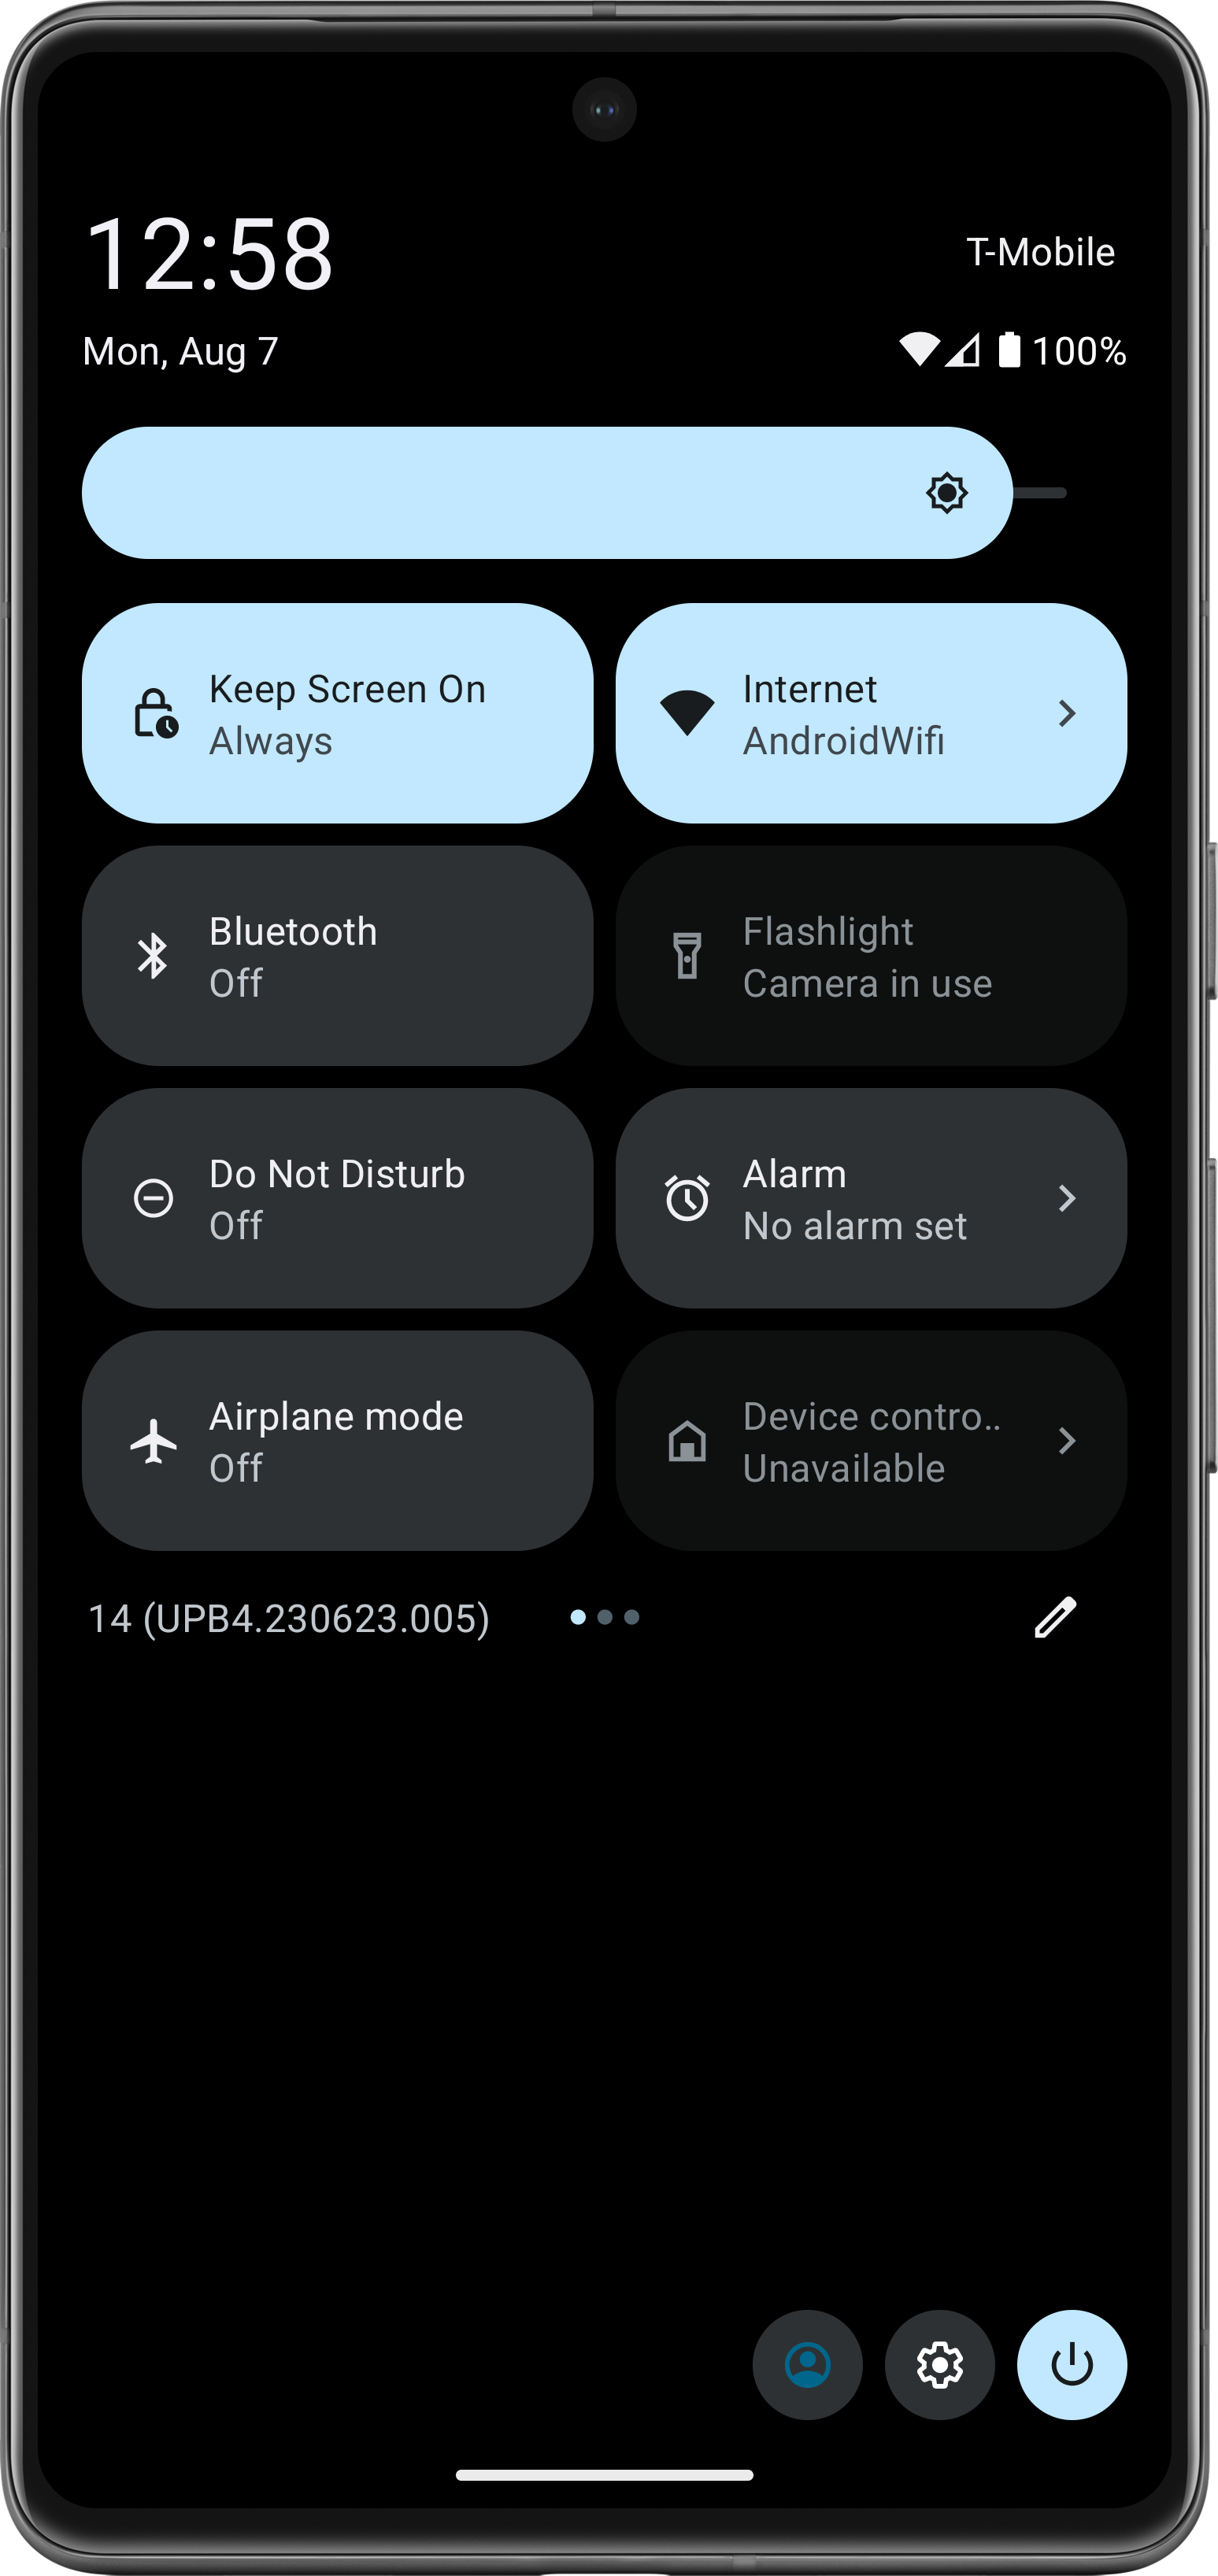 12:58
T-Mobile
Mon, Aug 7
100%
Keep Screen On
Always
Internet
AndroidWifi
Bluetooth
Off
Flashlight
Camera in use
Do Not Disturb
Off
Alarm
No alarm set
Airplane mode
Off
Device contro..
Unavailable
14 (UPB4.230623.005)